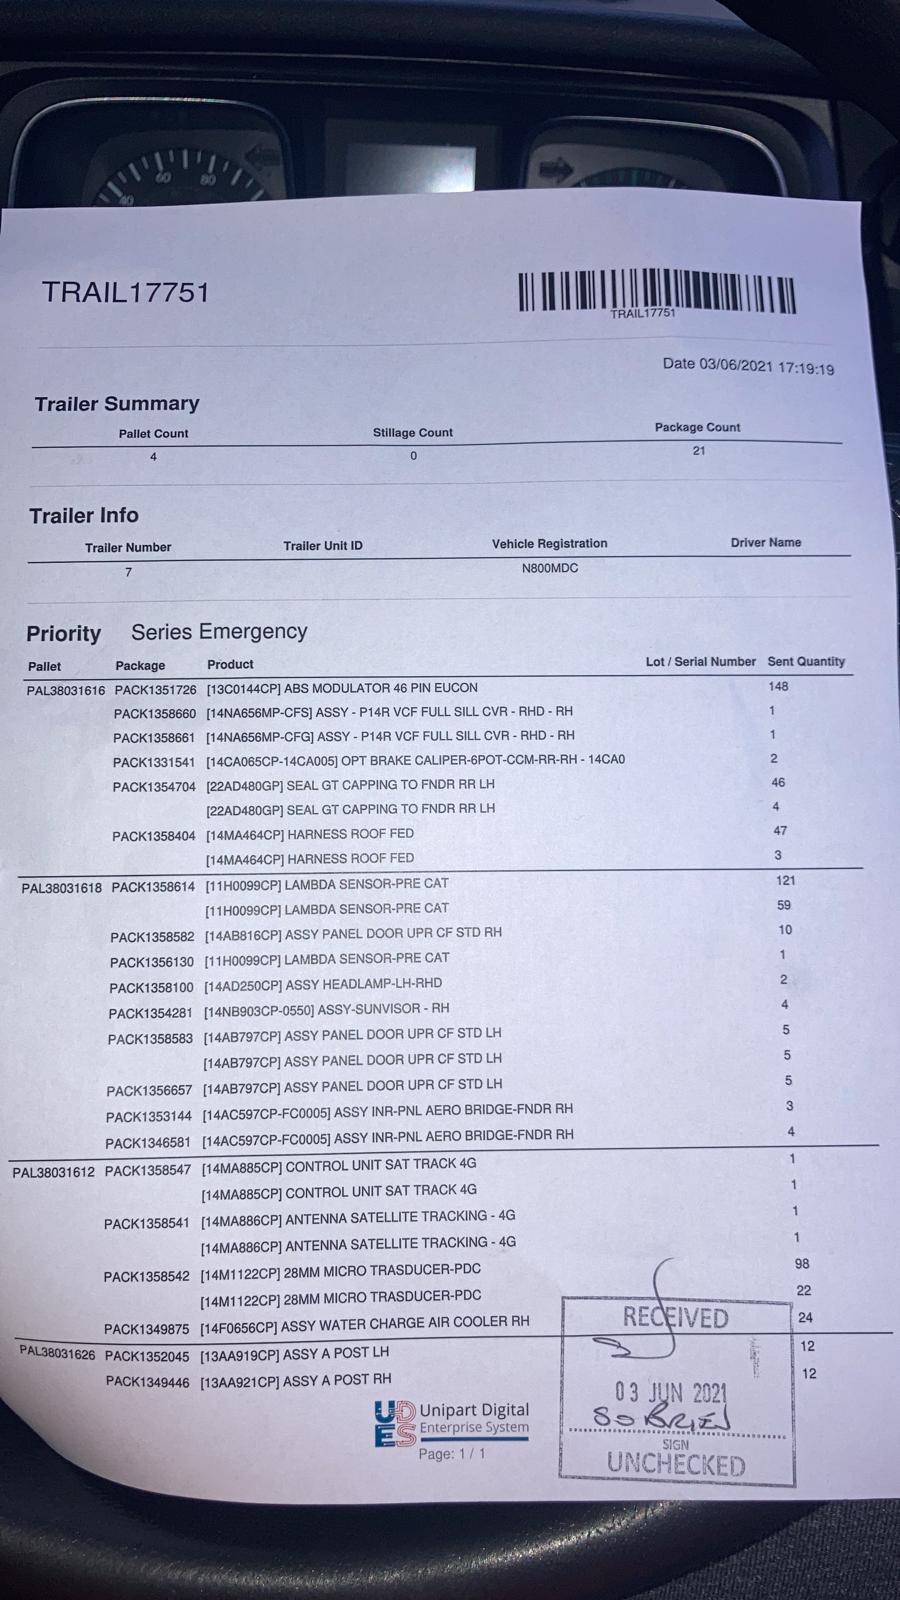 60 80
40
TRAIL17751
TRAIL17751
Date 03/06/2021 17:19:19
Trailer Summary
Pallet Count Stillage Count Package Count
4 0 21
Trailer Info
Trailer Number Trailer Unit ID Vehicle Registration Driver Name
7 N800MDC
Priority Series Emergency
Pallet Package Product Lot / Serial Number Sent Quantity
PAL38031616 PACK1351726 [13C0144CP] ABS MODULATOR 46 PIN EUCON 148
PACK1358660 [14NA656MP-CFS] ASSY - P14R VCF FULL SILL CVR - RHD - RH 1
PACK1358661 [14NA656MP-CFG] ASSY - P14R VCF FULL SILL CVR - RHD - RH 1
PACK1331541 [14CA065CP-14CA005] OPT BRAKE CALIPER-6POT-CCM-RR-RH - 14CA0 2
PACK1354704 [22AD480GP] SEAL GT CAPPING TO FNDR RR LH 46
[22AD480GP] SEAL GT CAPPING TO FNDR RR LH 4
PACK1358404 [14MA464CP] HARNESS ROOF FED 47
[14MA464CP] HARNESS ROOF FED 3
PAL38031618 PACK1358614 [11H0099CP] LAMBDA SENSOR-PRE CAT 121
[11H0099CP] LAMBDA SENSOR-PRE CAT 59
PACK1358582 [14AB816CP] ASSY PANEL DOOR UPR CF STD RH 10
PACK1356130 [11H0099CP] LAMBDA SENSOR-PRE CAT 1
PACK1358100 [14AD250CP] ASSY HEADLAMP-LH-RHD 2
PACK1354281 [14NB903CP-0550] ASSY-SUNVISOR - RH 4
PACK1358583 [14AB797CP] ASSY PANEL DOOR UPR CF STD LH 5
[14AB797CP] ASSY PANEL DOOR UPR CF STD LH 5
PACK1356657 [14AB797CP] ASSY PANEL DOOR UPR CF STD LH 5
PACK1353144 [14AC597CP-FC0005] ASSY INR-PNL AERO BRIDGE-FNDR RH 3
PACK1346581 [14AC597CP-FC0005] ASSY INR-PNL AERO BRIDGE-FNDR RH 4
PAL38031612 PACK1358547 [14MA885CP] CONTROL UNIT SAT TRACK 4G 1
[14MA885CP] CONTROL UNIT SAT TRACK 4G 1
PACK1358541 [14MA886CP] ANTENNA SATELLITE TRACKING - 4G 1
[14MA886CP] ANTENNA SATELLITE TRACKING - 4G 1
PACK1358542 [14M1122CP] 28MM MICRO TRASDUCER-PDC 98
[14M1122CP] 28MM MICRO TRASDUCER-PDC 22
PACK1349875 [14F0656CP] ASSY WATER CHARGE AIR COOLER RH 24
PAL38031626 PACK1352045 [13AA919CP] ASSY A POST LH 12
PACK1349446 [13AA921CP] ASSY A POST RH 12
RECEIVED
03 JUN 2021
S O BRIEN
SIGN
UNCHECKED
UDES Unipart Digital
Enterprise System
Page: 1 / 1